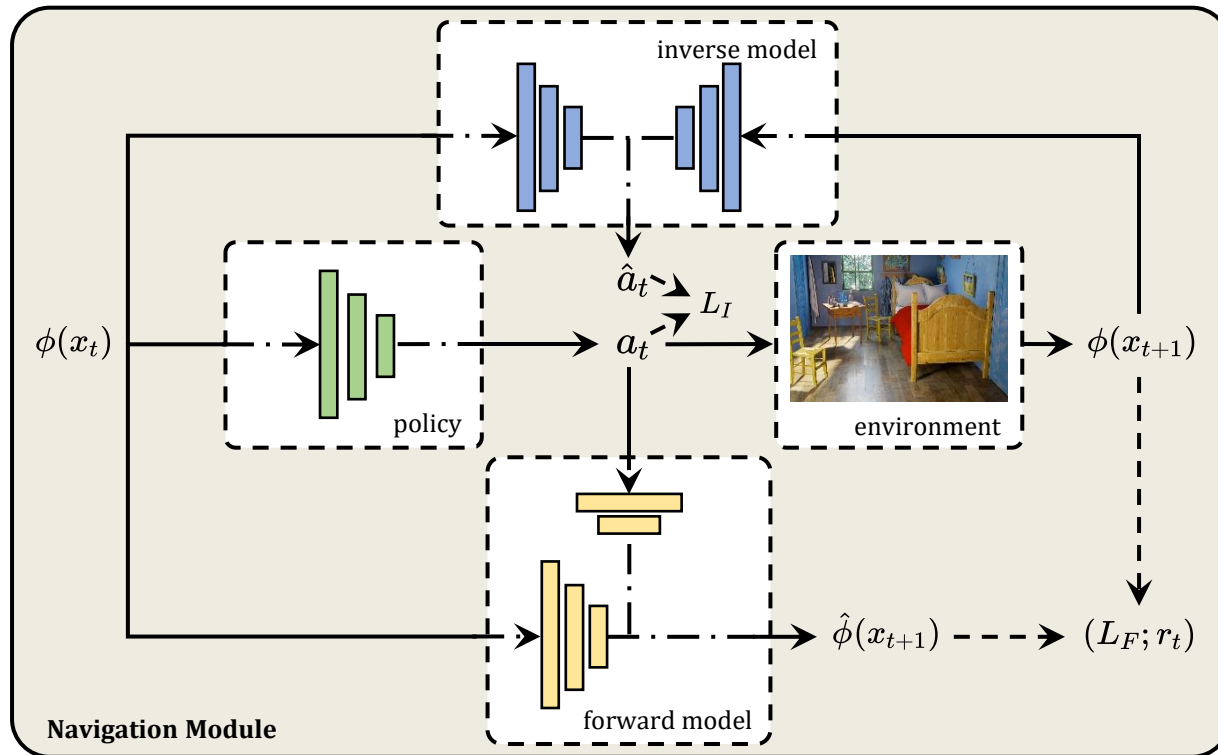 inverse model
â_t
L_I
ϕ(x_t)
a_t
ϕ(x_{t+1})
policy
environment
ϕ̂(x_{t+1})
(L_F; r_t)
forward model
Navigation Module